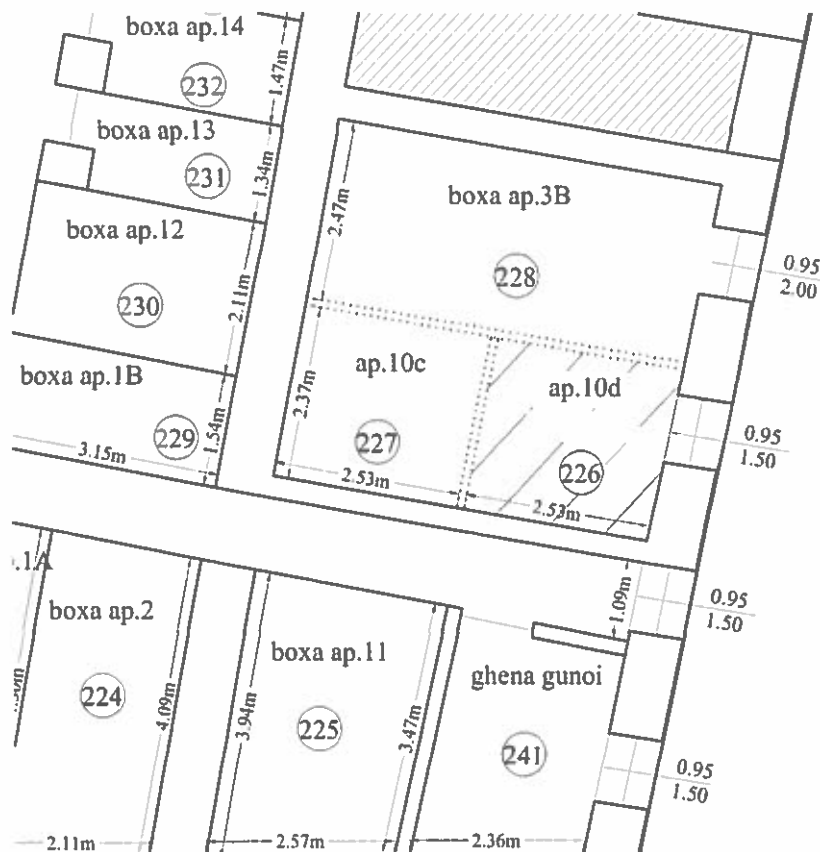 boxa ap.14
232
1.47m
boxa ap.13
231
1.34m
boxa ap.12
230
2.11m
boxa ap.1B
229
3.15m
1.54m
boxa ap.3B
228
2.47m
0.95
2.00
ap.10c
227
2.37m
2.53m
ap.10d
226
2.53m
0.95
1.50
boxa ap.2
224
4.09m
2.11m
boxa ap.11
225
3.94m
3.47m
2.57m
ghena gunoi
241
1.09m
2.36m
0.95
1.50
0.95
1.50